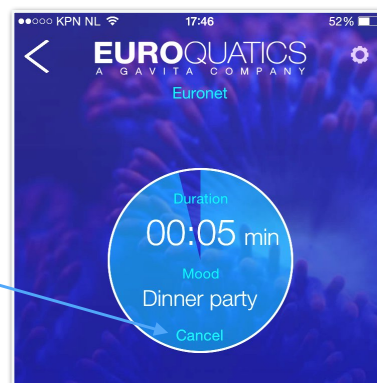 KPN NL 17:46 52%
EUROQUATICS
A GAVITA COMPANY
Euronet
Duration
00:05 min
Mood
Dinner party
Cancel